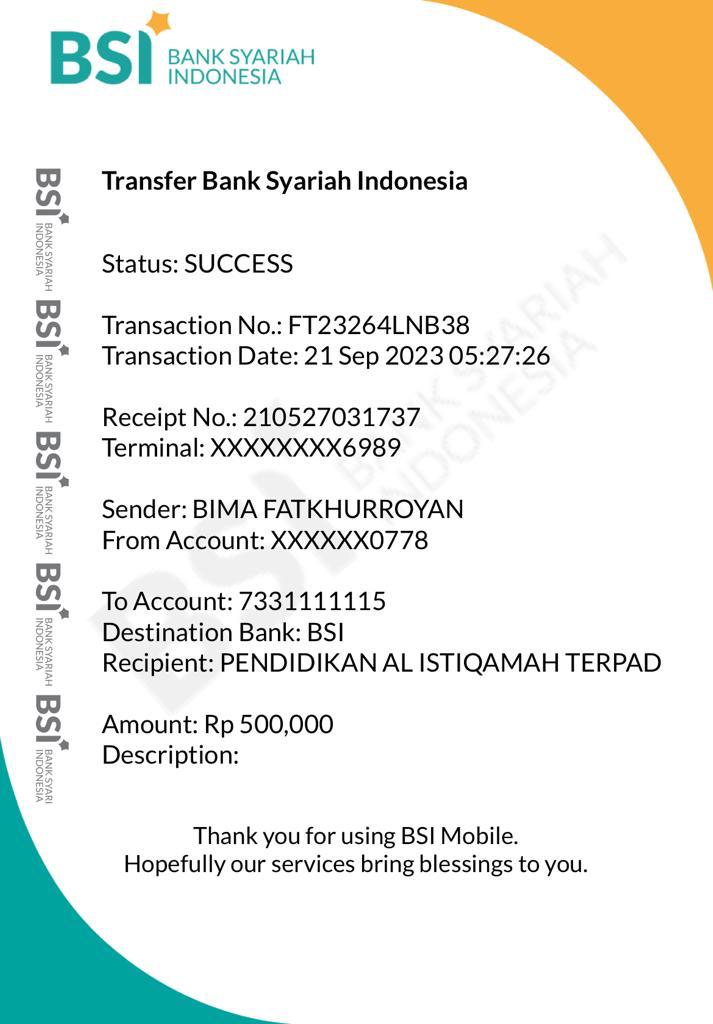 BSI BANK SYARIAH
INDONESIA
Transfer Bank Syariah Indonesia
Status: SUCCESS
Transaction No.: FT23264LNB38
Transaction Date: 21 Sep 2023 05:27:26
Receipt No.: 210527031737
Terminal: XXXXXXXX6989
Sender: BIMA FATKHURROYAN
From Account: XXXXXX0778
To Account: 7331111115
Destination Bank: BSI
Recipient: PENDIDIKAN AL ISTIQAMAH TERPAD
Amount: Rp 500,000
Description:
Thank you for using BSI Mobile.
Hopefully our services bring blessings to you.
BSI BANK SYARIAH
INDONESIA
BSI BANK SYARIAH
INDONESIA
BSI BANK SYARIAH
INDONESIA
BSI BANK SYARIAH
INDONESIA
BSI BANK SYARI
INDONESIA
BSI BANK SYARIAH
INDONESIA